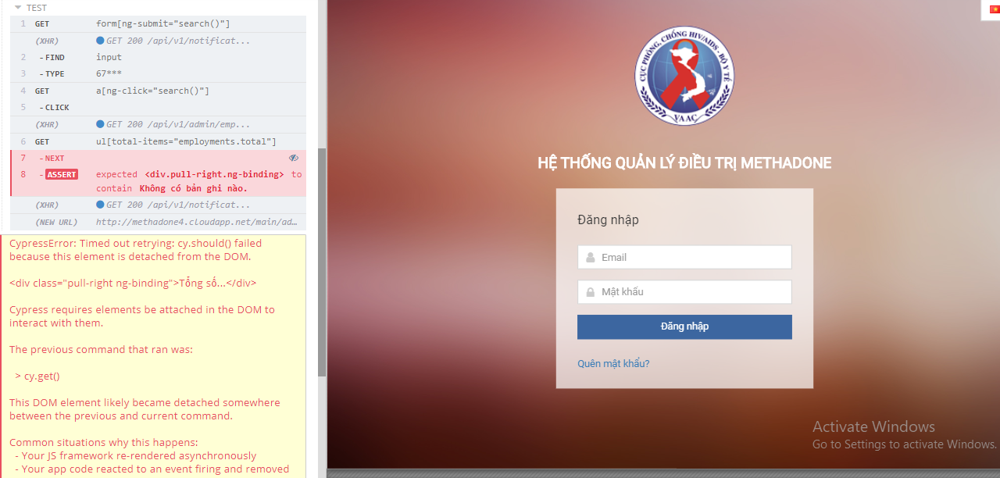 TEST
1 GET form[ng-submit="search()"]
(XHR) GET 200 /api/v1/notificat...
2 -FIND input
3 -TYPE 67***
4 GET a[ng-click="search()"]
5 -CLICK
(XHR) GET 200 /api/v1/admin/emp...
6 GET ul[total-items="employments.total"]
7 -NEXT
8 -ASSERT expected <div.pull-right.ng-binding> to
contain Không có bản ghi nào.
(XHR) GET 200 /api/v1/notificat...
(NEW URL) http://methadone4.cloudapp.net/main/ad...
CypressError: Timed out retrying: cy.should() failed
because this element is detached from the DOM.
<div class="pull-right ng-binding">Tổng số...</div>
Cypress requires elements be attached in the DOM to
interact with them.
The previous command that ran was:
> cy.get()
This DOM element likely became detached somewhere
between the previous and current command.
Common situations why this happens:
- Your JS framework re-rendered asynchronously
- Your app code reacted to an event firing and removed
CỤC PHÒNG, CHỐNG HIV/AIDS - BỘ Y TẾ
VAAC
HỆ THỐNG QUẢN LÝ ĐIỀU TRỊ METHADONE
Đăng nhập
Email
Mật khẩu
Đăng nhập
Quên mật khẩu?
Activate Windows
Go to Settings to activate Windows.